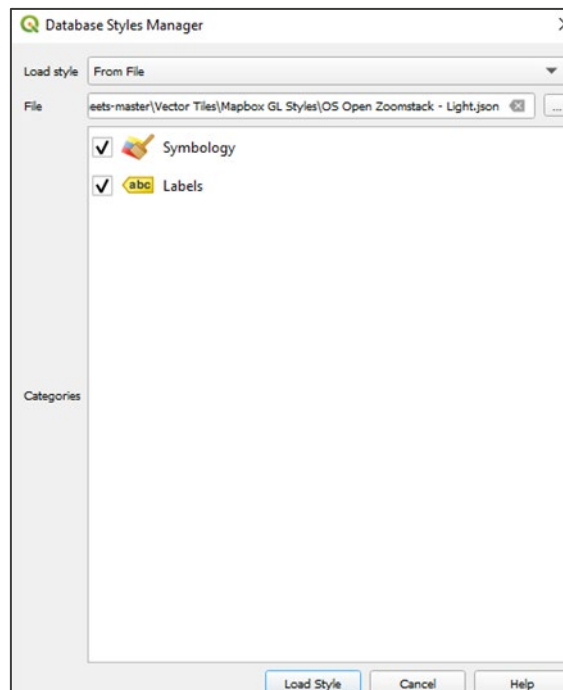 Database Styles Manager
Load style From File
File eets-master\Vector Tiles\Mapbox GL Styles\OS Open Zoomstack - Light.json ...
Symbology
abc Labels
Categories
Load Style Cancel Help